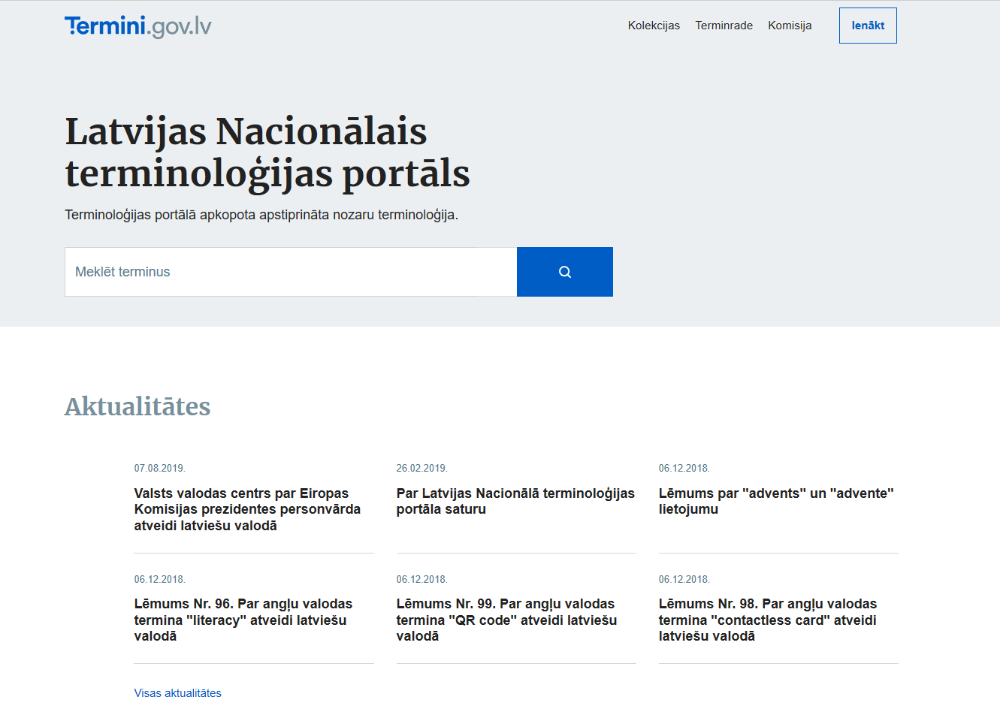 Termini.gov.lv
Kolekcijas Terminrade Komisija Ienākt
Latvijas Nacionālais
terminoloģijas portāls
Terminoloģijas portālā apkopota apstiprināta nozaru terminoloģija.
Meklēt terminus
Aktualitātes
07.08.2019.
Valsts valodas centrs par Eiropas
Komisijas prezidentes personvārda
atveidi latviešu valodā
26.02.2019.
Par Latvijas Nacionālā terminoloģijas
portāla saturu
06.12.2018.
Lēmums par "advents" un "advente"
lietojumu
06.12.2018.
Lēmums Nr. 96. Par angļu valodas
termina "literacy" atveidi latviešu
valodā
06.12.2018.
Lēmums Nr. 99. Par angļu valodas
termina "QR code" atveidi latviešu
valodā
06.12.2018.
Lēmums Nr. 98. Par angļu valodas
termina "contactless card" atveidi
latviešu valodā
Visas aktualitātes